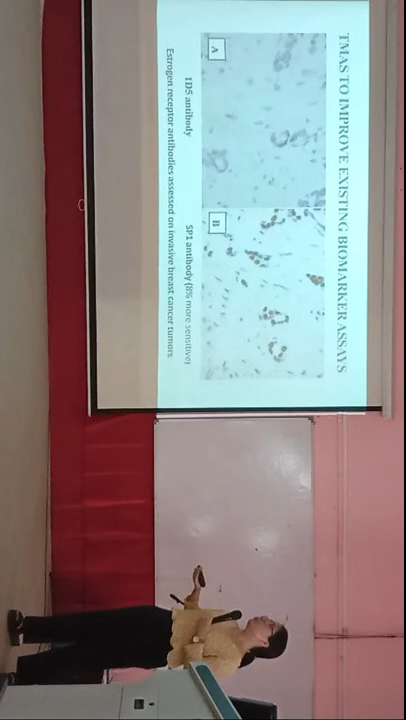 TMAS TO IMPROVE EXISTING BIOMARKER ASSAYS
A
B
1D5 antibody
SP1 antibody (8% more sensitive)
Estrogen receptor antibodies assessed on invasive breast cancer tumors